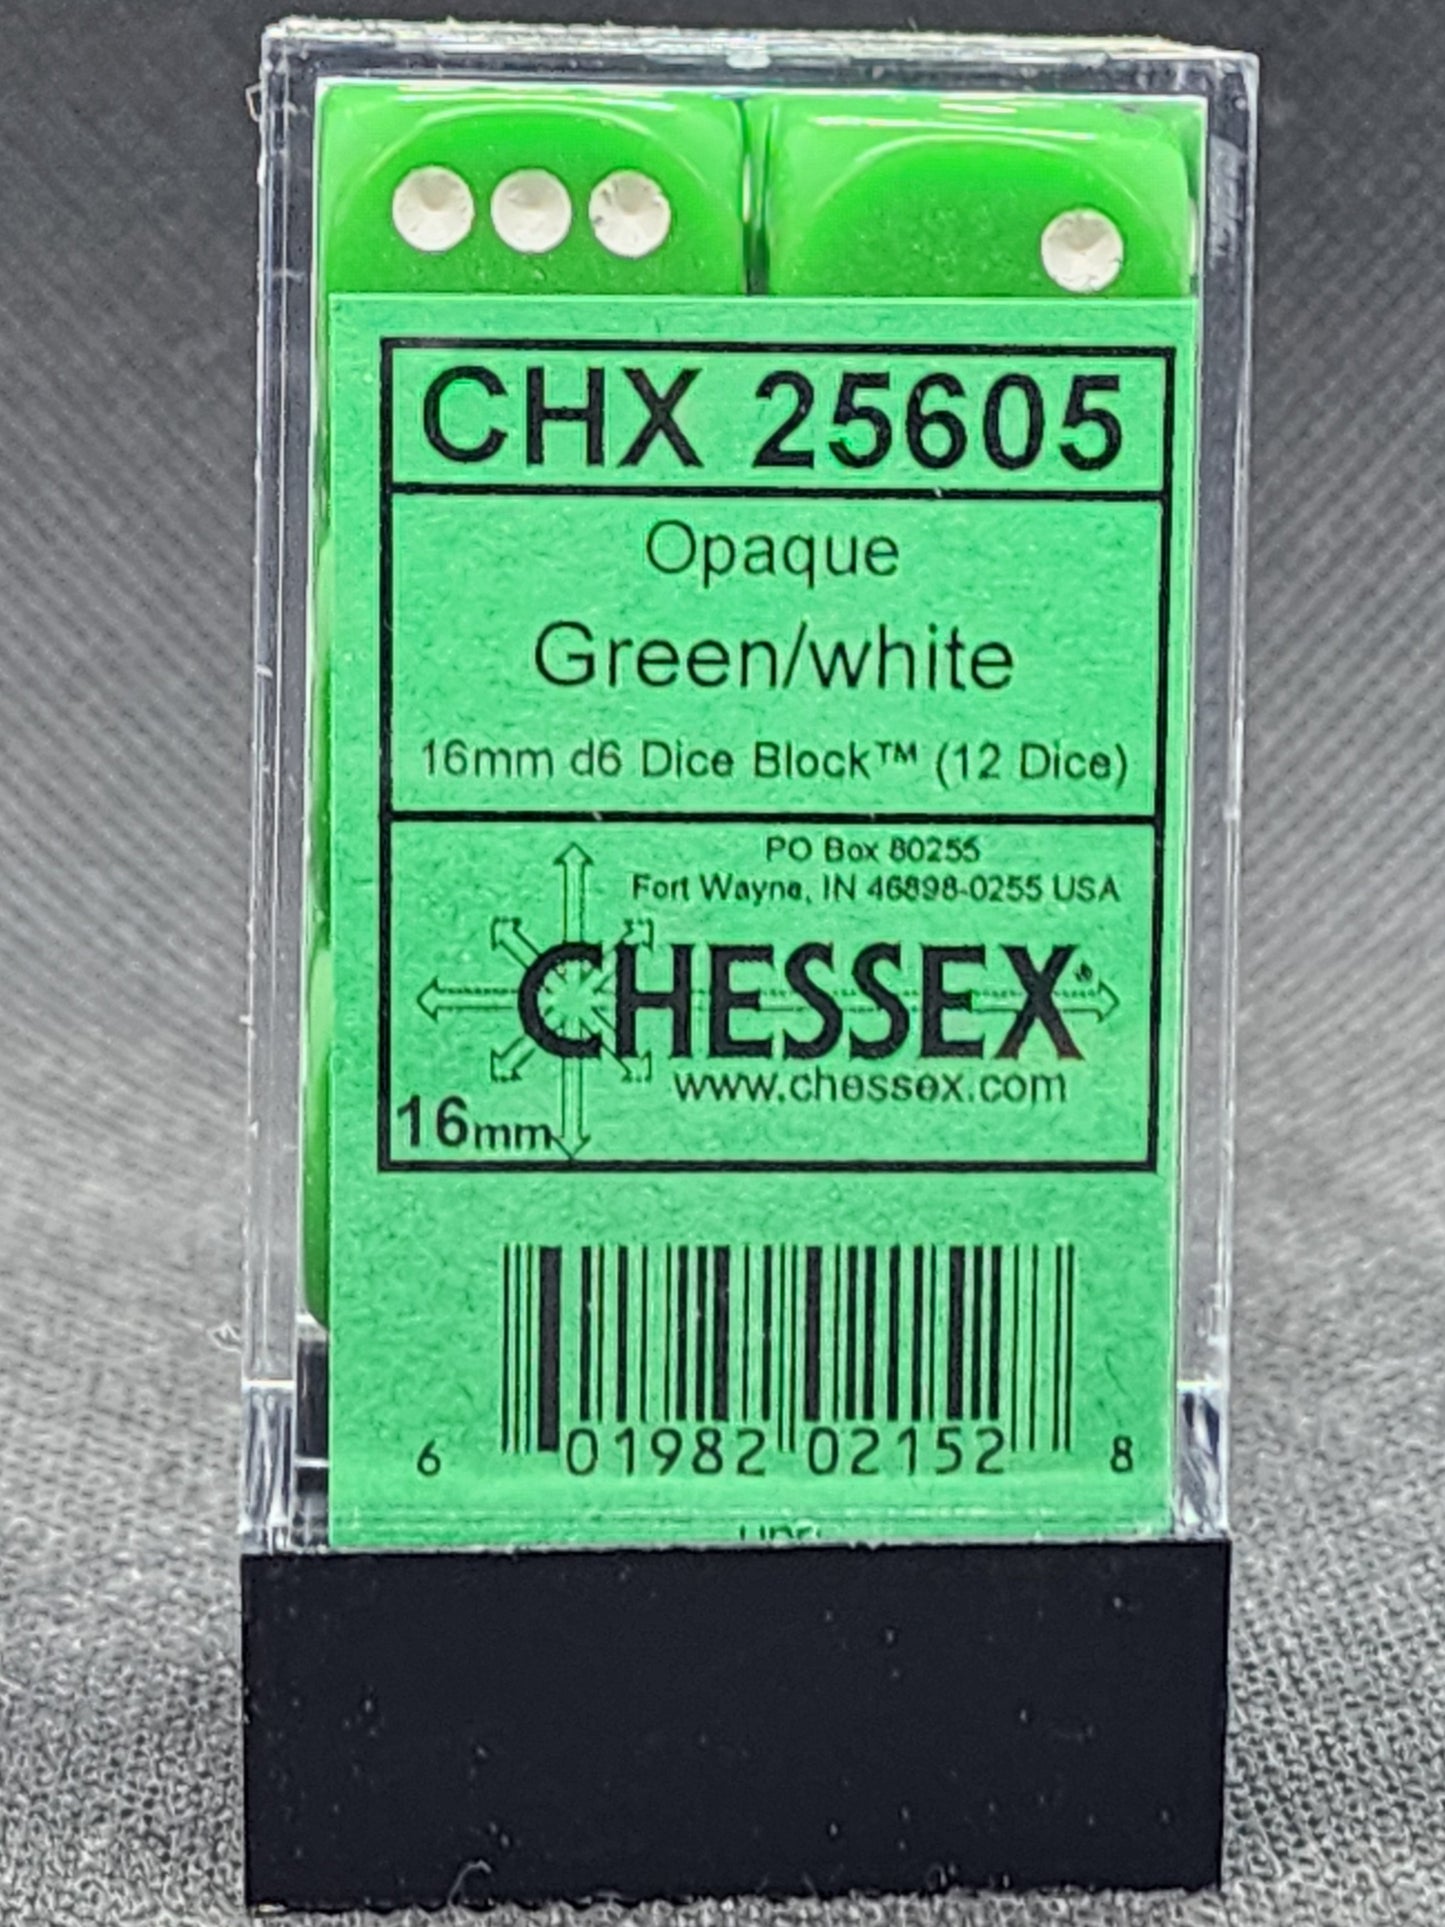 CHX 25605
Opaque
Green/white
16mm d6 Dice Block™ (12 Dice)
PO Box 80255
Fort Wayne, IN 46898-0255 USA
CHESSEX®
www.chessex.com
16mm
6 01982 02152 8